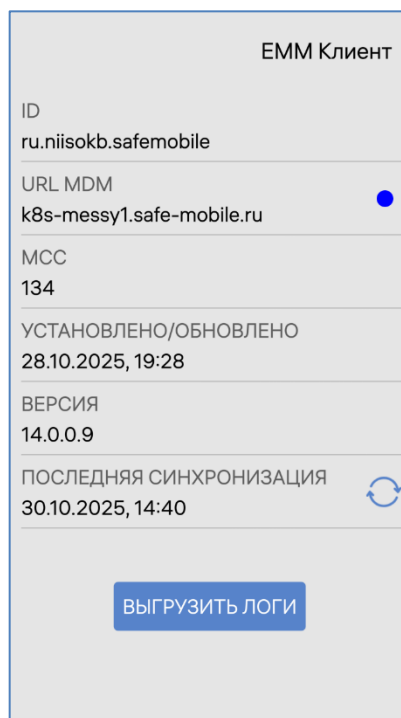 EMM Клиент
ID
ru.niisokb.safemobile
URL MDM
k8s-messy1.safe-mobile.ru
МСС
134
УСТАНОВЛЕНО/ОБНОВЛЕНО
28.10.2025, 19:28
ВЕРСИЯ
14.0.0.9
ПОСЛЕДНЯЯ СИНХРОНИЗАЦИЯ
30.10.2025, 14:40
ВЫГРУЗИТЬ ЛОГИ